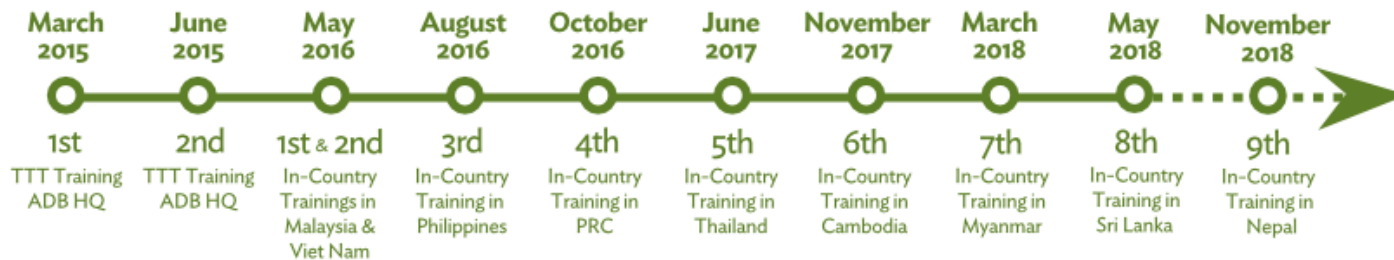 March
2015
June
2015
May
2016
August
2016
October
2016
June
2017
November
2017
March
2018
May
2018
November
2018
1st
TTT Training
ADB HQ
2nd
TTT Training
ADB HQ
1st & 2nd
In-Country
Trainings in
Malaysia &
Viet Nam
3rd
In-Country
Training in
Philippines
4th
In-Country
Training in
PRC
5th
In-Country
Training in
Thailand
6th
In-Country
Training in
Cambodia
7th
In-Country
Training in
Myanmar
8th
In-Country
Training in
Sri Lanka
9th
In-Country
Training in
Nepal